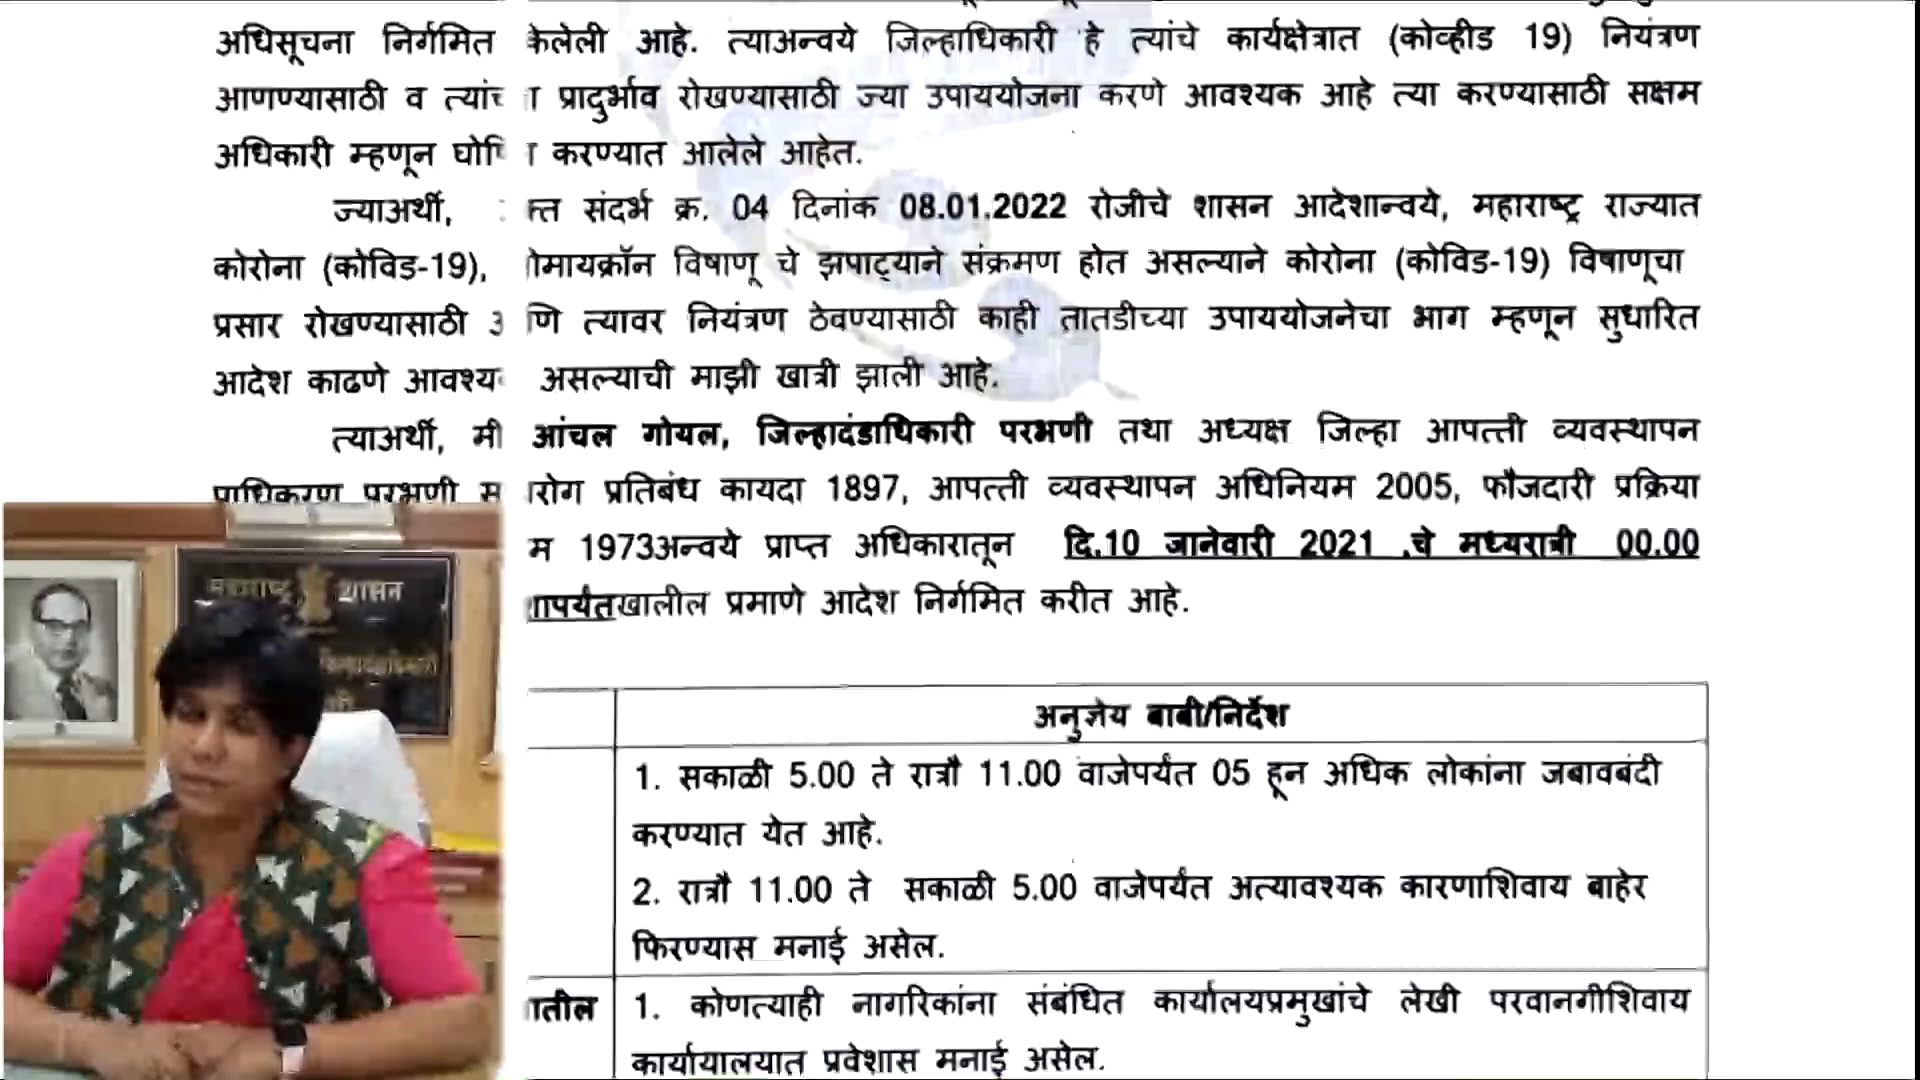 अधिसूचना निर्गमित केलेली आहे. त्याअन्वये जिल्हाधिकारी हे त्यांचे कार्यक्षेत्रात (कोव्हीड 19) नियंत्रण
आणण्यासाठी व प्रादुर्भाव रोखण्यासाठी ज्या उपाययोजना करणे आवश्यक आहे त्या करण्यासाठी सक्षम
अधिकारी म्हणून करण्यात आलेले आहेत.
ज्याअर्थी, संदर्भ क्र. 04 दिनांक 08.01.2022 रोजीचे शासन आदेशान्वये, महाराष्ट्र राज्यात
कोरोना (कोविड-19), विषाणू चे झपाट्याने संक्रमण होत असल्याने कोरोना (कोविड-19) विषाणूचा
प्रसार रोखण्यासाठी त्यावर नियंत्रण ठेवण्यासाठी काही तातडीच्या उपाययोजनेचा भाग म्हणून सुधारित
आदेश काढणे असल्याची माझी खात्री झाली आहे.
त्याअर्थी, मी आंचल गोयल, जिल्हादंडाधिकारी परभणी तथा अध्यक्ष जिल्हा आपत्ती व्यवस्थापन
प्राधिकरण परभणी प्रतिबंध कायदा 1897, आपत्ती व्यवस्थापन अधिनियम 2005, फौजदारी प्रक्रिया
1973अन्वये प्राप्त अधिकारातून दि.10 जानेवारी 2021 .चे मध्यरात्री 00.00
खालील प्रमाणे आदेश निर्गमित करीत आहे.
महाराष्ट्र शासन
जिल्हादंडाधिकारी
अनुज्ञेय बाबी/निर्देश
1. सकाळी 5.00 ते रात्रौ 11.00 वाजेपर्यंत 05 हून अधिक लोकांना जबावबंदी
करण्यात येत आहे.
2. रात्रौ 11.00 ते सकाळी 5.00 वाजेपर्यंत अत्यावश्यक कारणाशिवाय बाहेर
फिरण्यास मनाई असेल.
1. कोणत्याही नागरिकांना संबंधित कार्यालयप्रमुखांचे लेखी परवानगीशिवाय
कार्यायालयात प्रवेशास मनाई असेल.